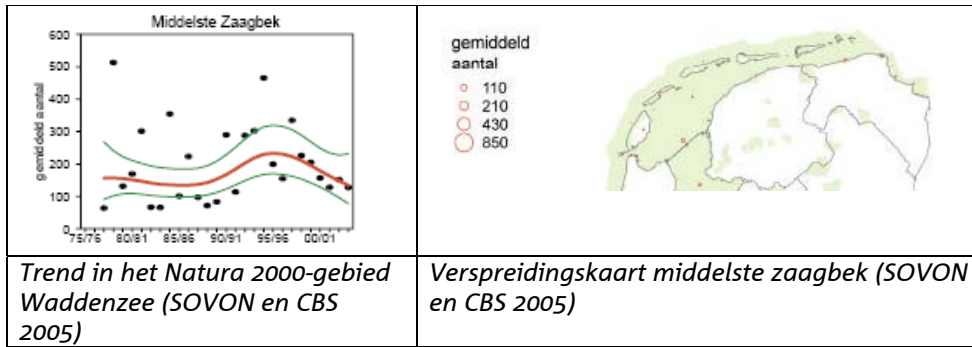 Middelste Zaagbek
600
500
400
300
200
100
0
gemiddeld aantal
75/76 80/81 85/86 90/91 95/96 00/01
gemiddeld
aantal
110
210
430
850
Trend in het Natura 2000-gebied
Waddenzee (SOVON en CBS
2005)
Verspreidingskaart middelste zaagbek (SOVON
en CBS 2005)